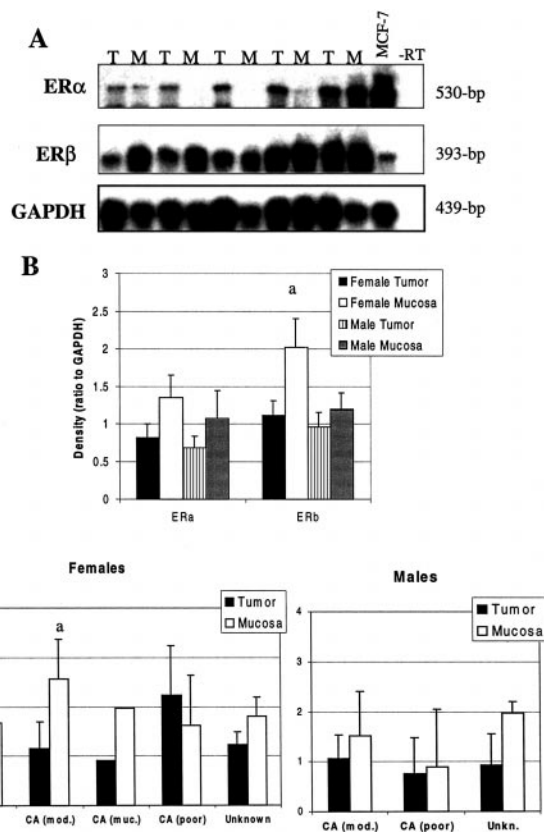 A
T M T M T M T M T M MCF-7 -RT
ERα 530-bp
ERβ 393-bp
GAPDH 439-bp
B
3
2.5
2
1.5
1
0.5
0
Density (ratio to GAPDH)
a
Female Tumor
Female Mucosa
Male Tumor
Male Mucosa
ERa ERb
Females
Tumor
Mucosa
a
CA (mod.) CA (muc.) CA (poor) Unknown
Males
Tumor
Mucosa
4
3
2
1
0
CA (mod.) CA (poor) Unkn.